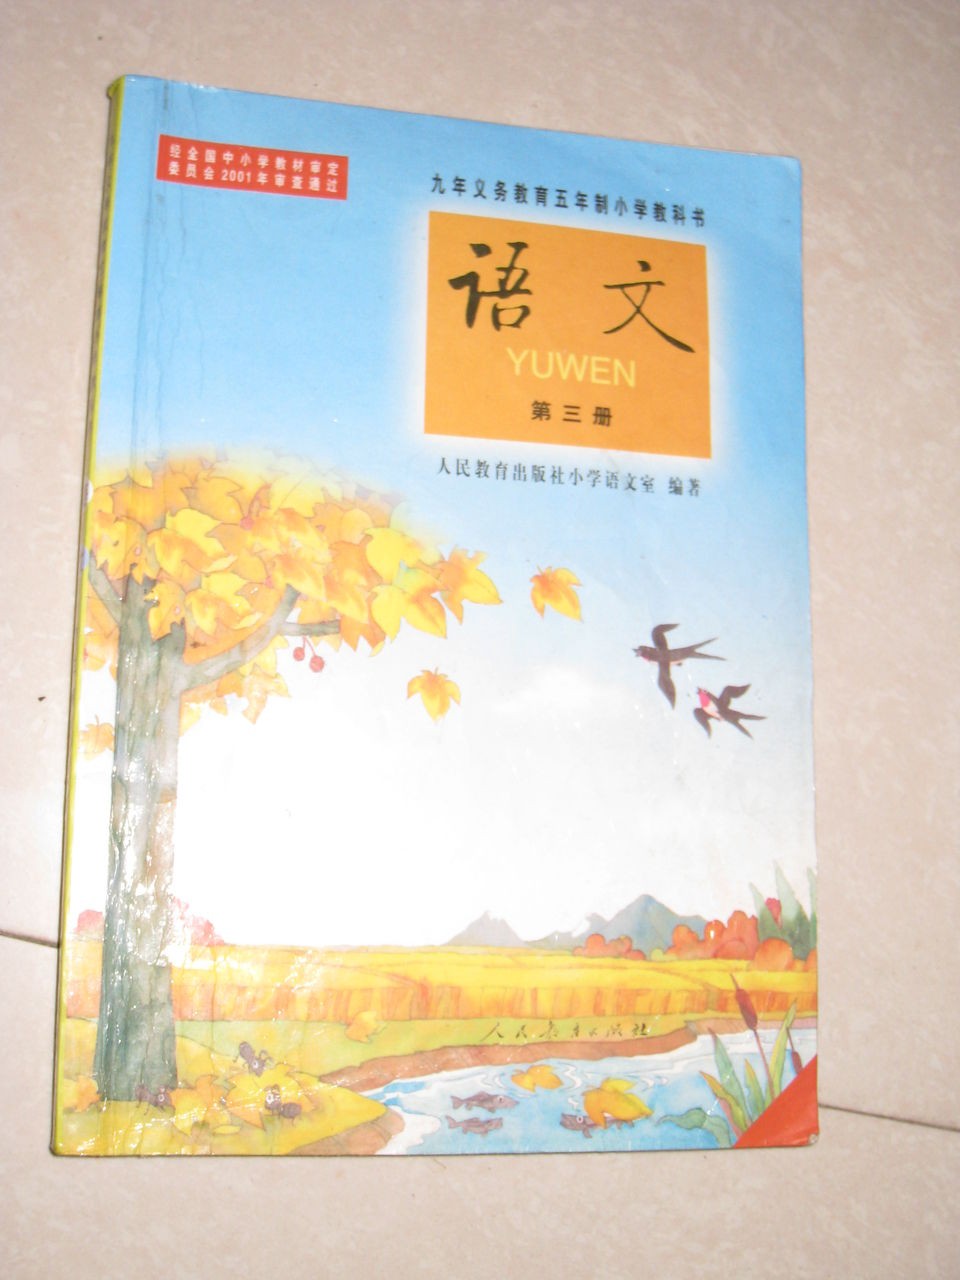 经全国中小学教材审定
委员会2001年审查通过
九年义务教育五年制小学教科书
语文
YUWEN
第三册
人民教育出版社小学语文室 编著
人民教育出版社